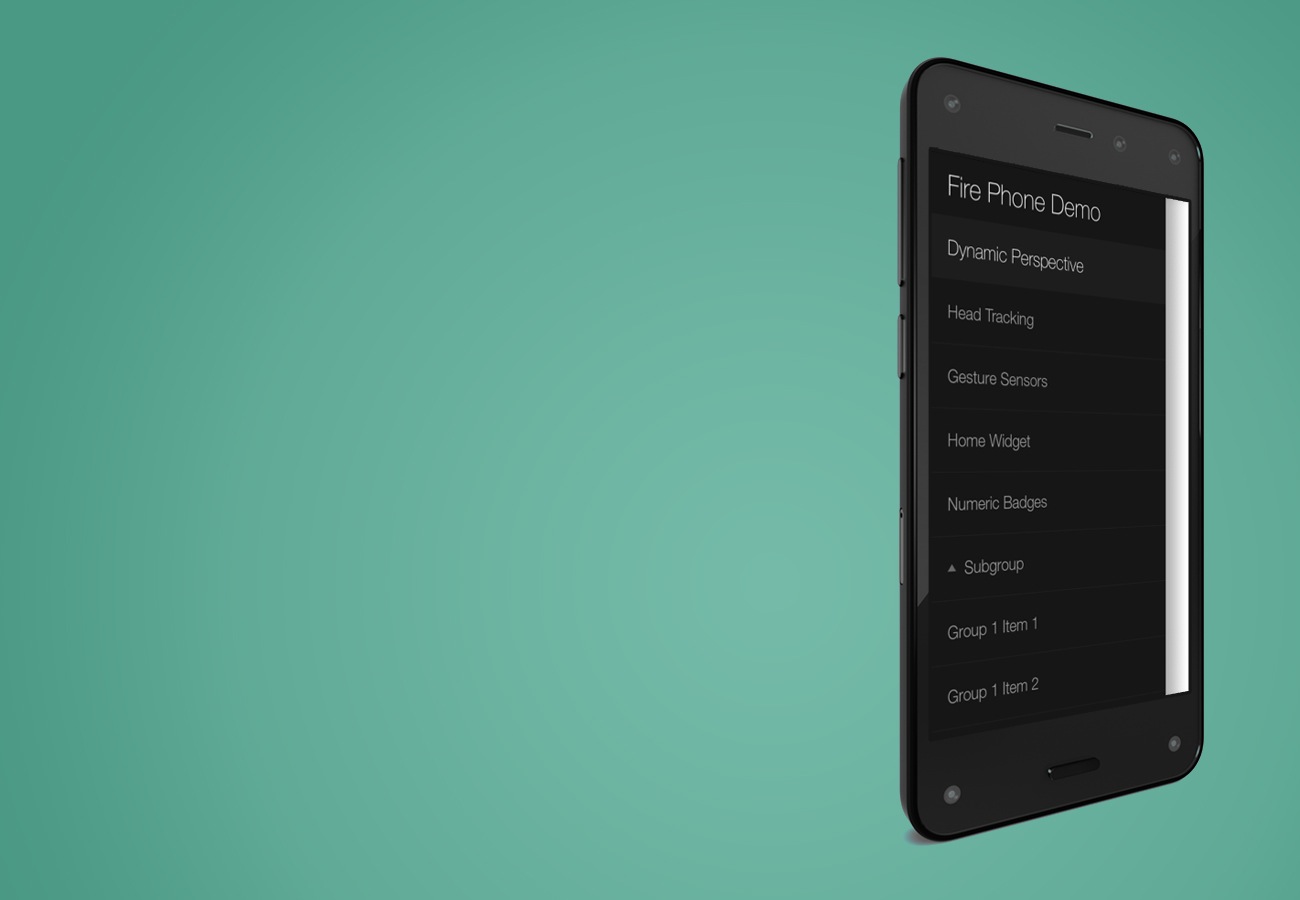 Fire Phone Demo
Dynamic Perspective
Head Tracking
Gesture Sensors
Home Widget
Numeric Badges
Subgroup
Group 1 Item 1
Group 1 Item 2